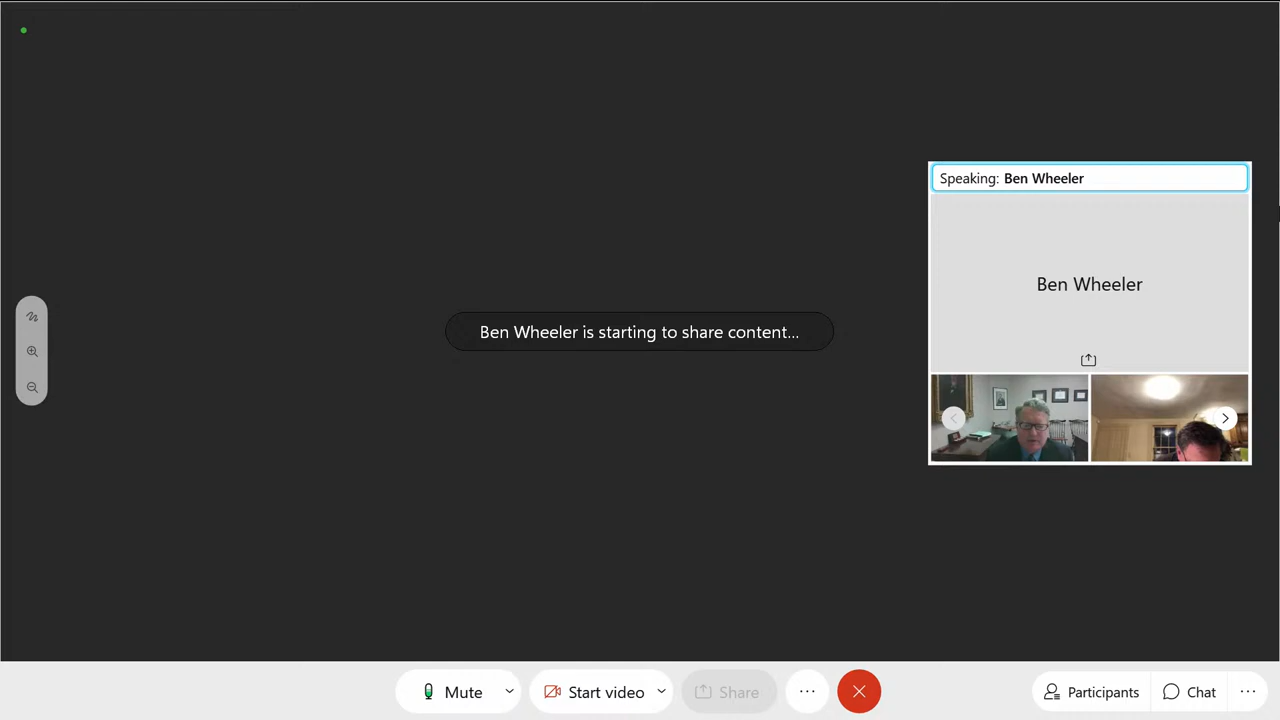 Speaking: Ben Wheeler
Ben Wheeler
Ben Wheeler is starting to share content...
Mute
Start video
Share
Participants
Chat